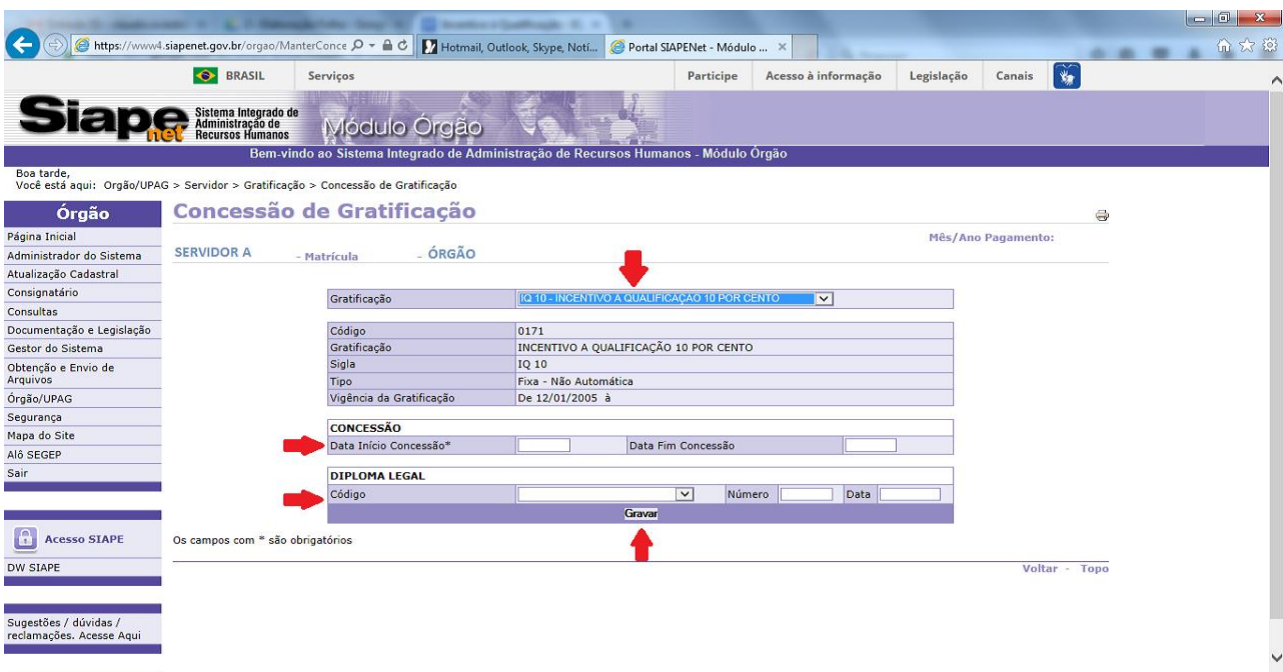 https://www4.siapenet.gov.br/orgao/ManterConce
Hotmail, Outlook, Skype, Notí...
Portal SIAPENet - Módulo ...
BRASIL Serviços Participe Acesso à informação Legislação Canais
Siape net
Sistema Integrado de
Administração de
Recursos Humanos
Módulo Órgão
Bem-vindo ao Sistema Integrado de Administração de Recursos Humanos - Módulo Órgão
Boa tarde,
Você está aqui: Orgão/UPAG > Servidor > Gratificação > Concessão de Gratificação
Órgão
Página Inicial
Administrador do Sistema
Atualização Cadastral
Consignatário
Consultas
Documentação e Legislação
Gestor do Sistema
Obtenção e Envio de
Arquivos
Órgão/UPAG
Segurança
Mapa do Site
Alô SEGEP
Sair
Acesso SIAPE
DW SIAPE
Sugestões / dúvidas /
reclamações. Acesse Aqui
Concessão de Gratificação
Mês/Ano Pagamento:
SERVIDOR A - Matrícula - ÓRGÃO
Gratificação IQ 10 - INCENTIVO A QUALIFICAÇÃO 10 POR CENTO
Código 0171
Gratificação INCENTIVO A QUALIFICAÇÃO 10 POR CENTO
Sigla IQ 10
Tipo Fixa - Não Automática
Vigência da Gratificação De 12/01/2005 à
CONCESSÃO
Data Início Concessão* Data Fim Concessão
DIPLOMA LEGAL
Código Número Data
Gravar
Os campos com * são obrigatórios
Voltar - Topo